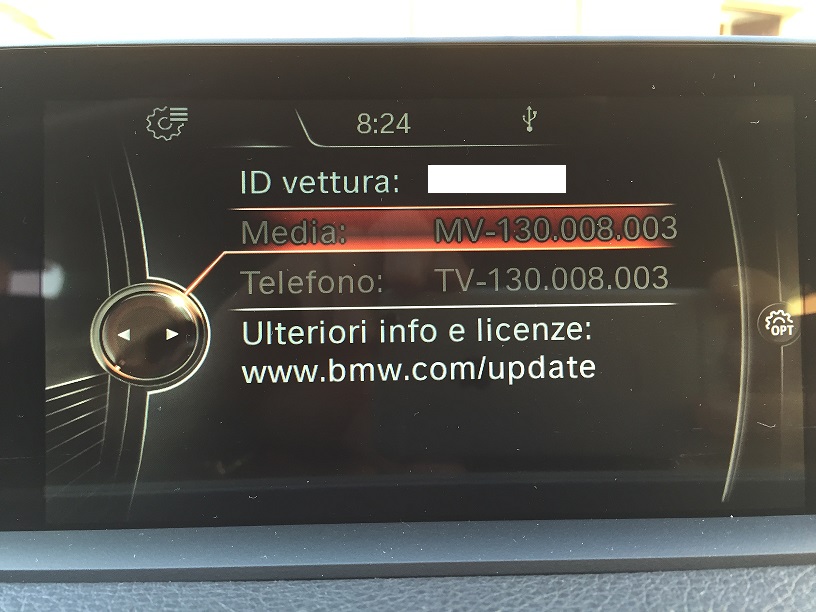 8:24
ID vettura:
Media: MV-130.008.003
Telefono: TV-130.008.003
Ulteriori info e licenze:
www.bmw.com/update
OPT